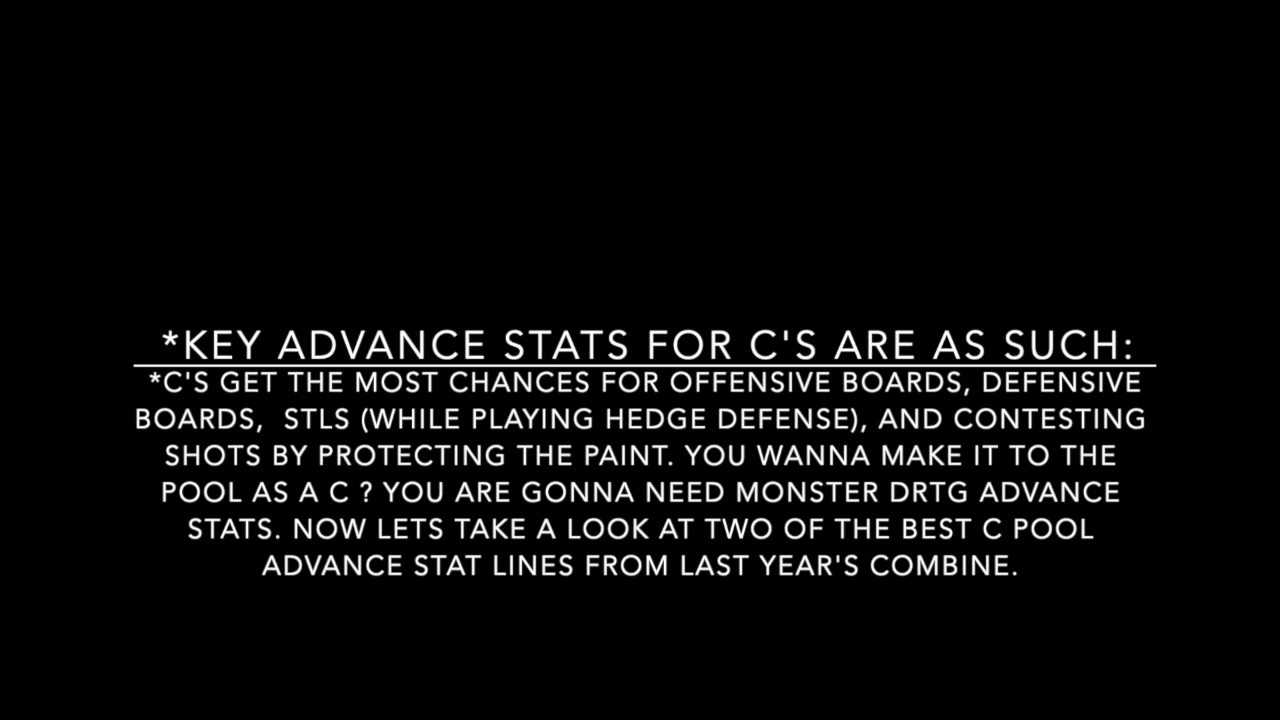 *KEY ADVANCE STATS FOR C'S ARE AS SUCH:
*C'S GET THE MOST CHANCES FOR OFFENSIVE BOARDS, DEFENSIVE
BOARDS,  STLS (WHILE PLAYING HEDGE DEFENSE), AND CONTESTING
SHOTS BY PROTECTING THE PAINT. YOU WANNA MAKE IT TO THE
POOL AS A C ? YOU ARE GONNA NEED MONSTER DRTG ADVANCE
STATS. NOW LETS TAKE A LOOK AT TWO OF THE BEST C POOL
ADVANCE STAT LINES FROM LAST YEAR'S COMBINE.